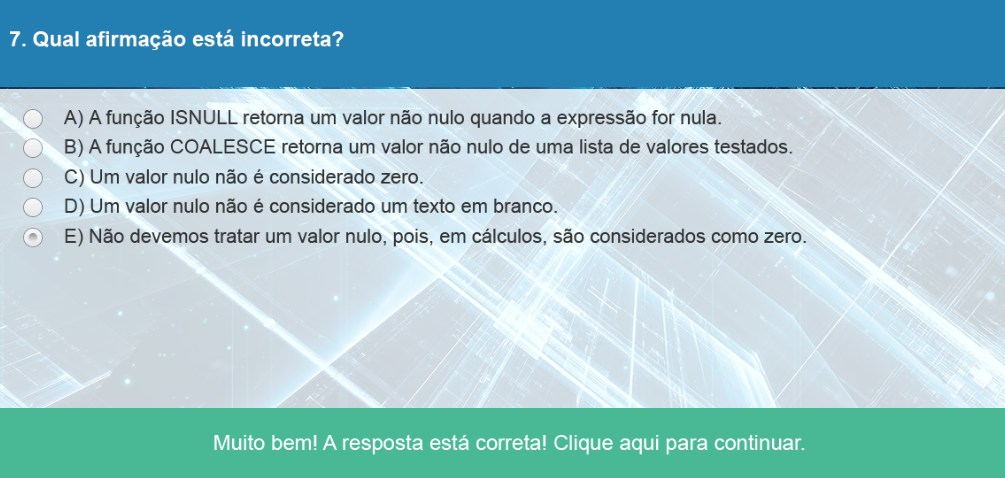 7. Qual afirmação está incorreta?
A) A função ISNULL retorna um valor não nulo quando a expressão for nula.
B) A função COALESCE retorna um valor não nulo de uma lista de valores testados.
C) Um valor nulo não é considerado zero.
D) Um valor nulo não é considerado um texto em branco.
E) Não devemos tratar um valor nulo, pois, em cálculos, são considerados como zero.
Muito bem! A resposta está correta! Clique aqui para continuar.